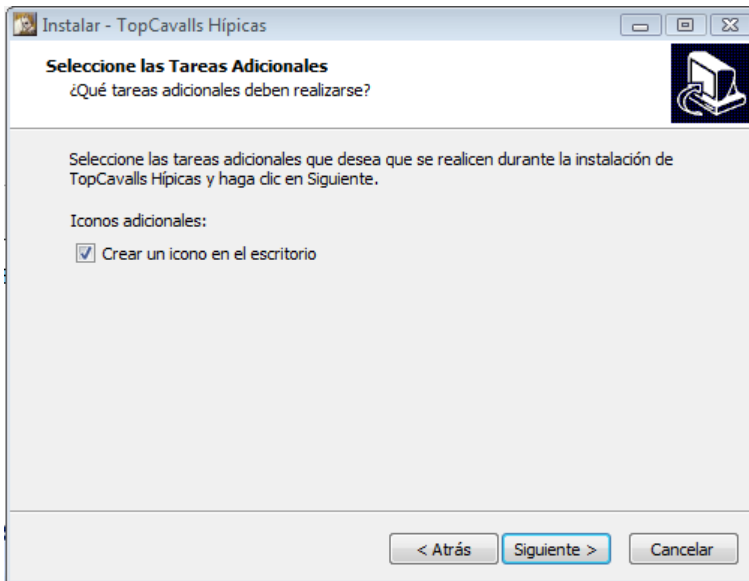 Instalar - TopCavalls Hípicas
Seleccione las Tareas Adicionales
¿Qué tareas adicionales deben realizarse?
Seleccione las tareas adicionales que desea que se realicen durante la instalación de
TopCavalls Hípicas y haga clic en Siguiente.
Iconos adicionales:
Crear un icono en el escritorio
< Atrás
Siguiente >
Cancelar